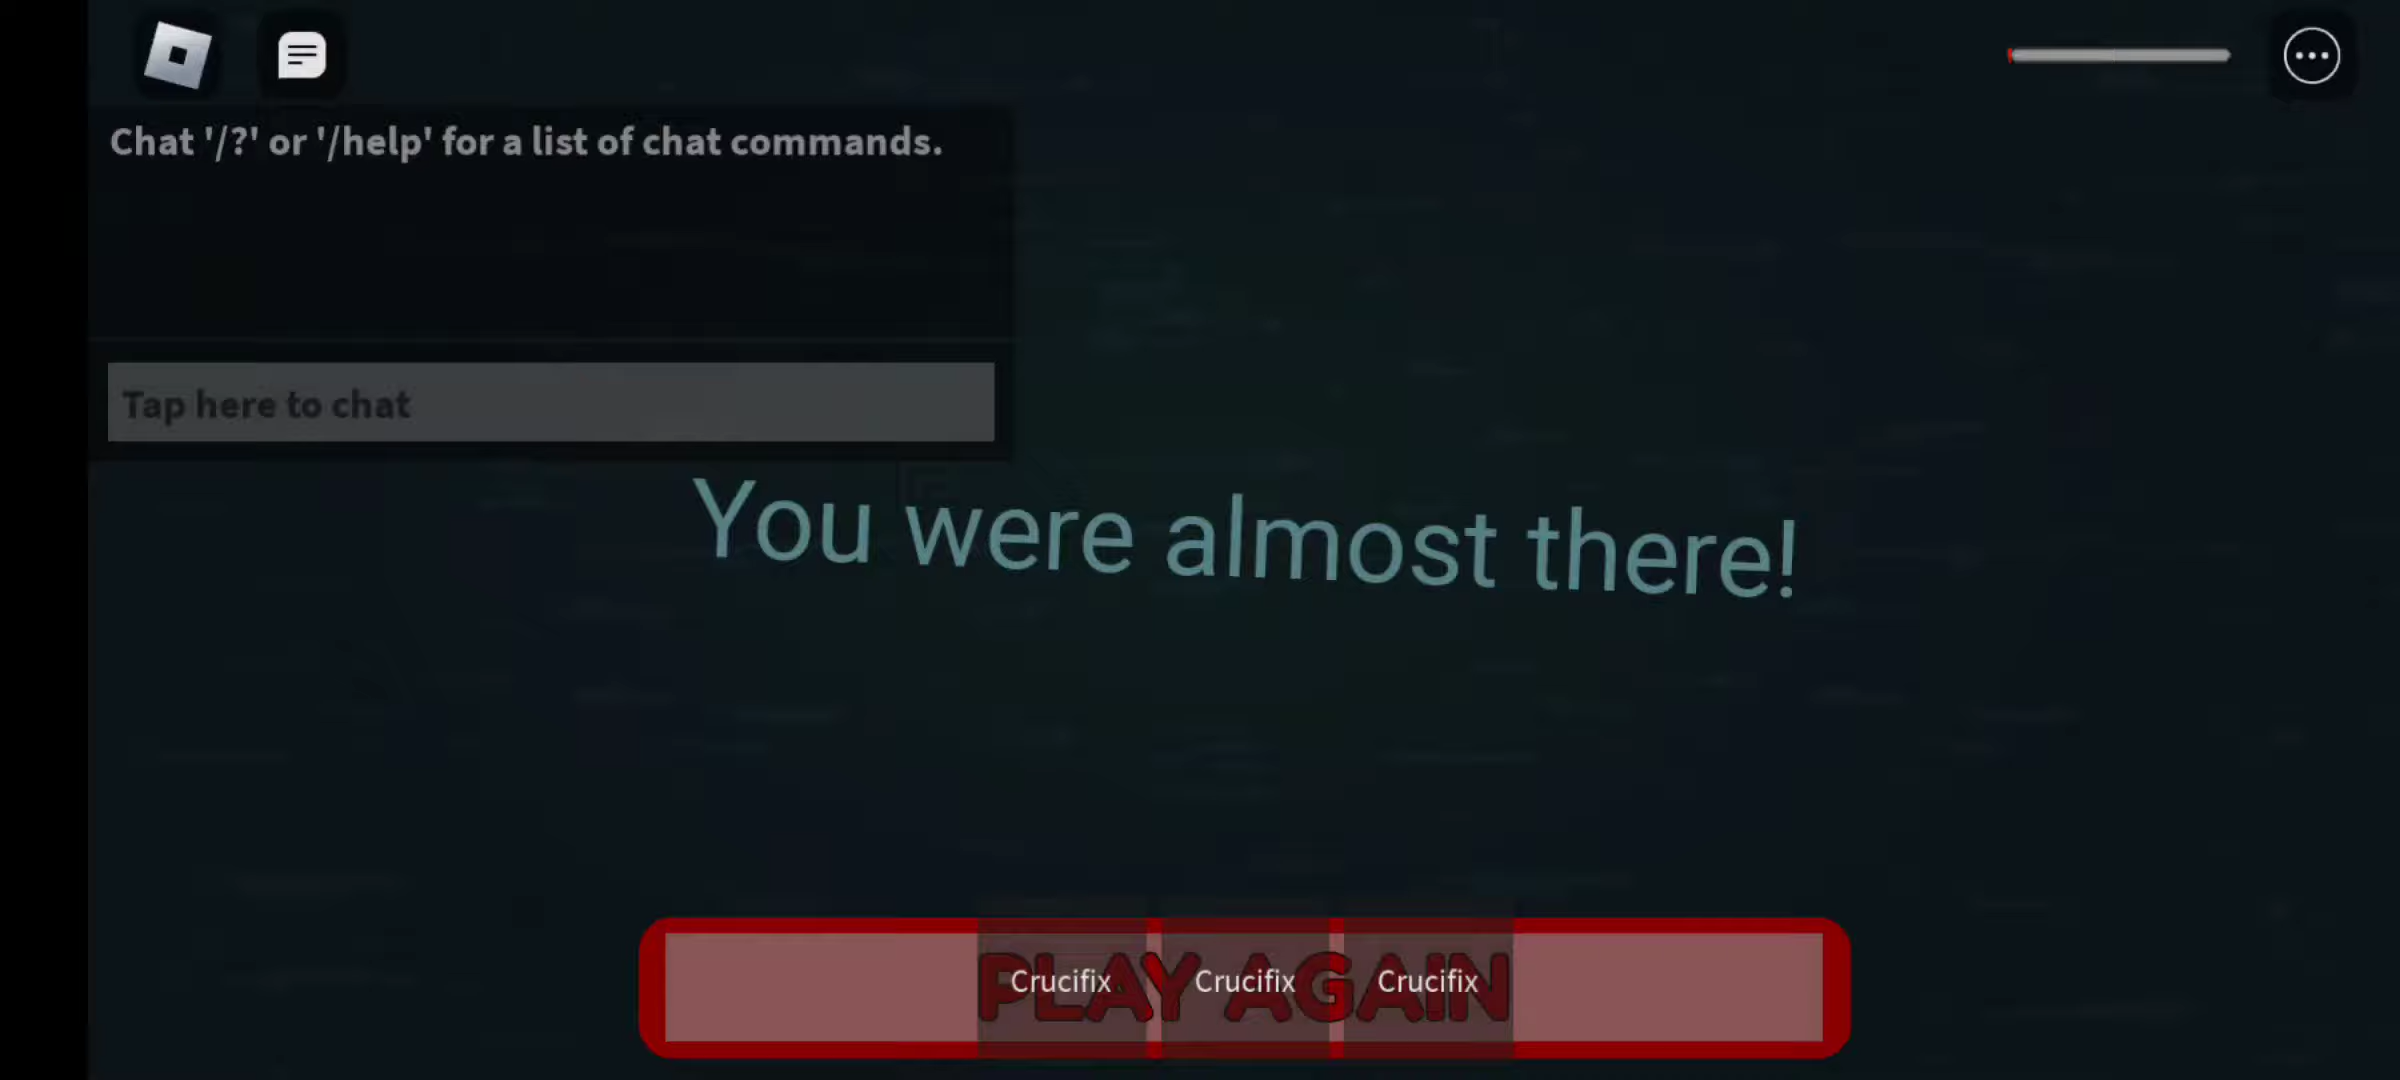 Chat '/?' or '/help' for a list of chat commands.
Tap here to chat
You were almost there!
PLAY AGAIN
Crucifix Crucifix Crucifix